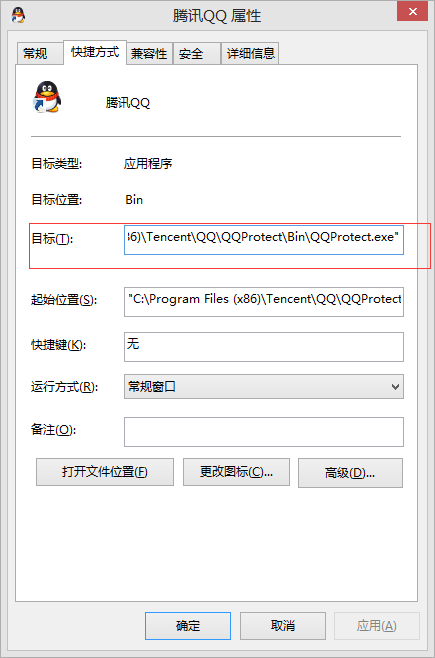 腾讯QQ 属性
常规 快捷方式 兼容性 安全 详细信息
腾讯QQ
目标类型: 应用程序
目标位置: Bin
目标(T): 86)\Tencent\QQ\QQProtect\Bin\QQProtect.exe"
起始位置(S): "C:\Program Files (x86)\Tencent\QQ\QQProtect
快捷键(K): 无
运行方式(R): 常规窗口
备注(O):
打开文件位置(F) 更改图标(C)... 高级(D)...
确定 取消 应用(A)